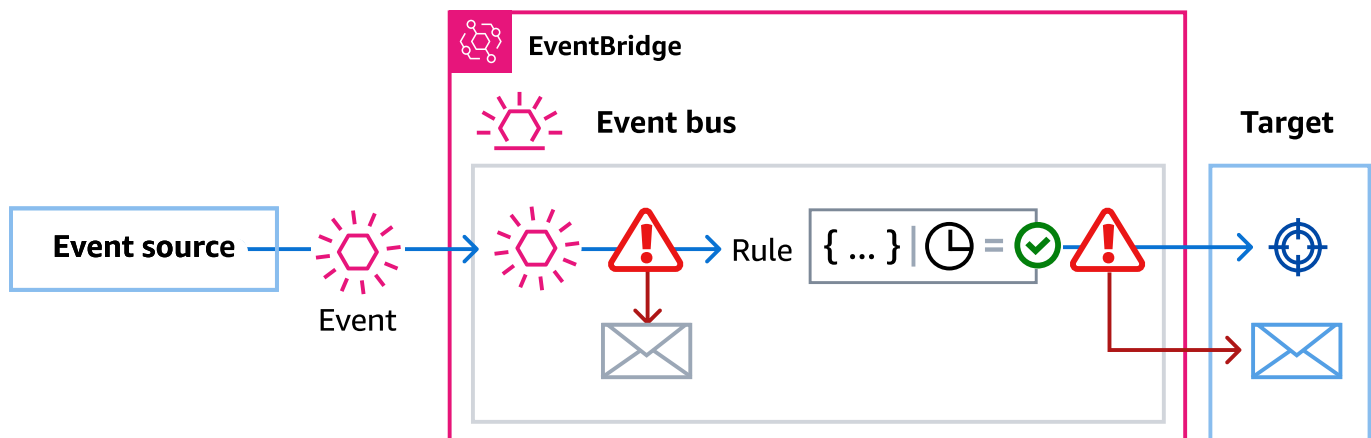 EventBridge
Event bus
Target
Event source
Event
Rule
{ ... } | =